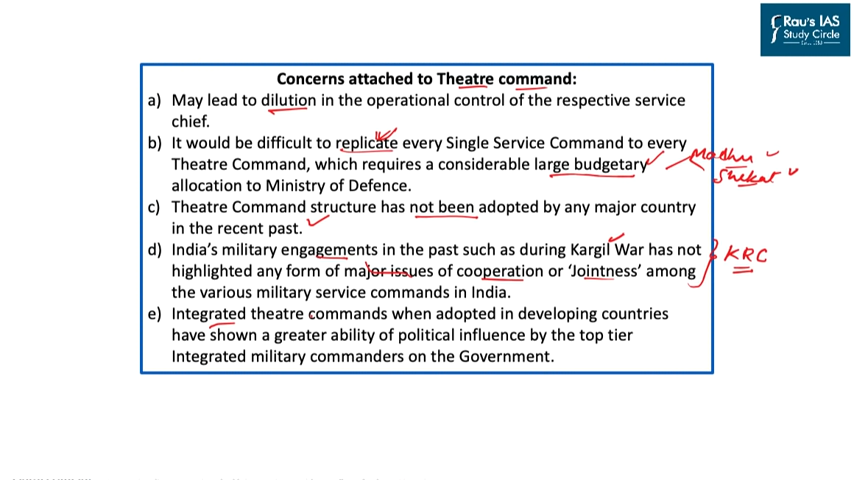 Rau's IAS
Study Circle
Concerns attached to Theatre command:
a) May lead to dilution in the operational control of the respective service
chief.
b) It would be difficult to replicate every Single Service Command to every
Theatre Command, which requires a considerable large budgetary
allocation to Ministry of Defence.
Madhu
Shekat
c) Theatre Command structure has not been adopted by any major country
in the recent past.
d) India's military engagements in the past such as during Kargil War has not
highlighted any form of major issues of cooperation or 'Jointness' among
the various military service commands in India.
KRC
e) Integrated theatre commands when adopted in developing countries
have shown a greater ability of political influence by the top tier
Integrated military commanders on the Government.